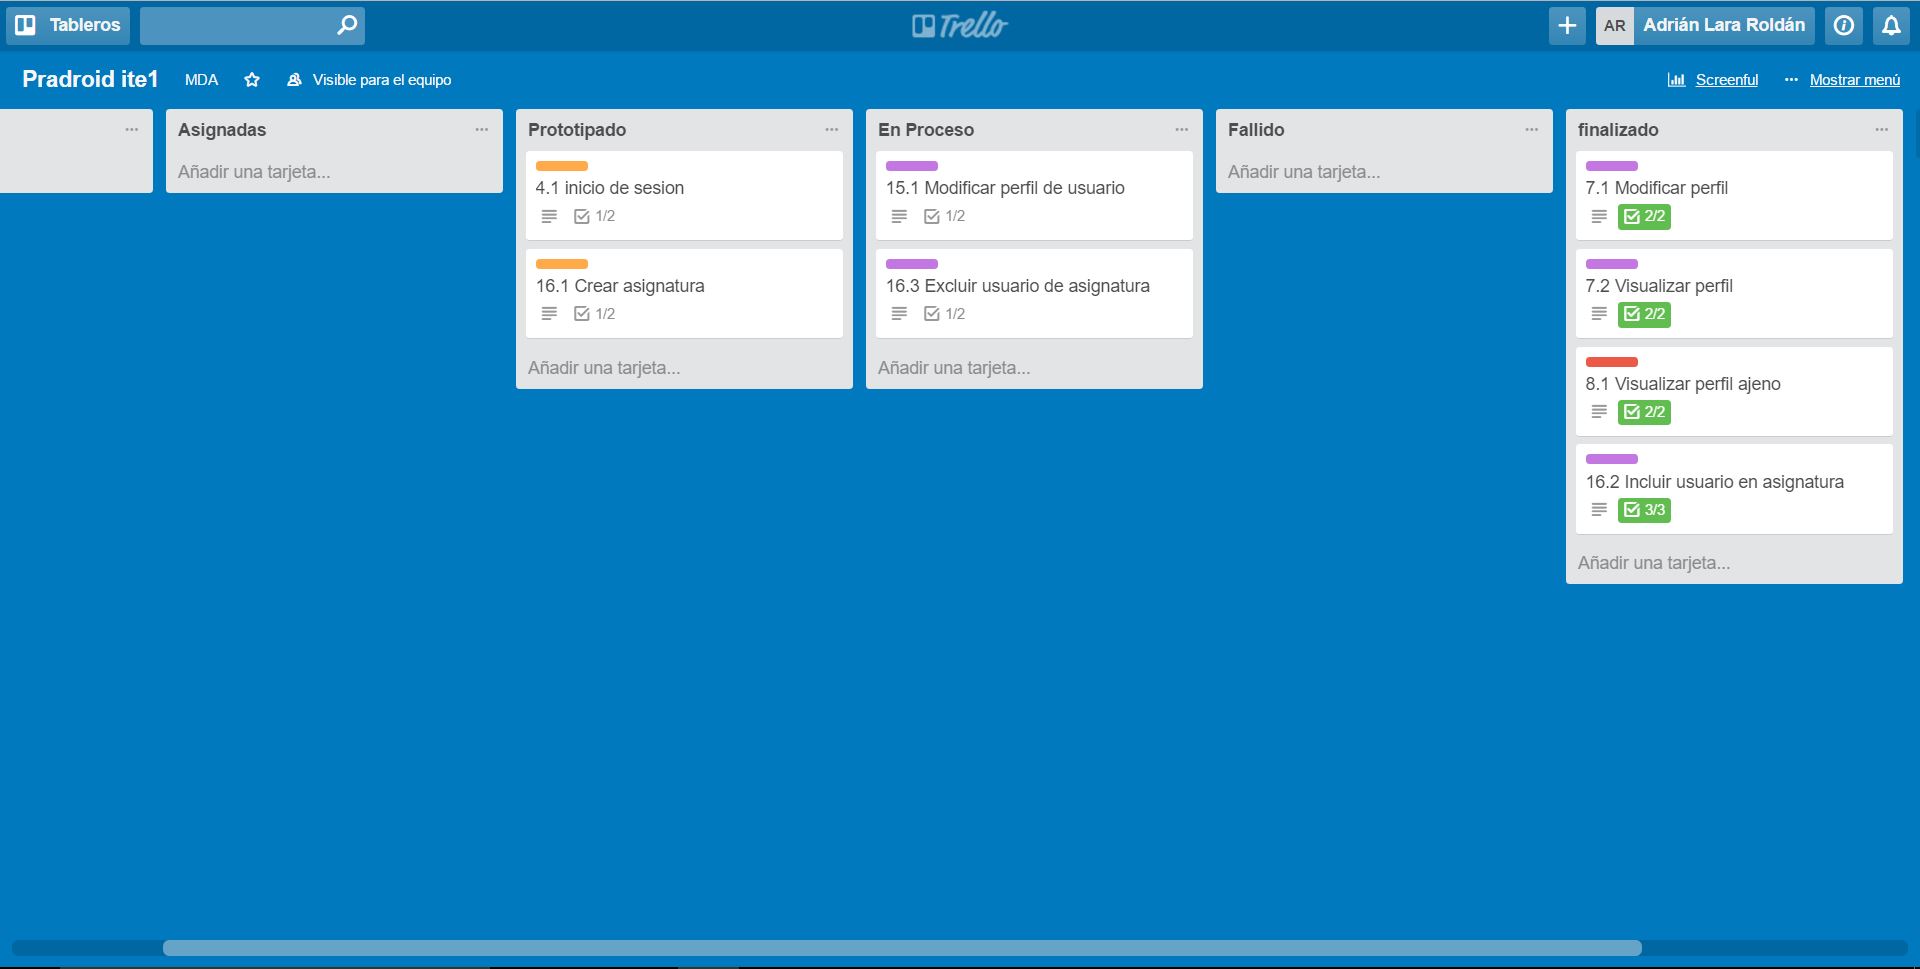 Tableros
Trello
AR Adrián Lara Roldán
Pradroid ite1 MDA Visible para el equipo
Screenful ... Mostrar menú
Asignadas
Añadir una tarjeta...
Prototipado
4.1 inicio de sesion
1/2
16.1 Crear asignatura
1/2
Añadir una tarjeta...
En Proceso
15.1 Modificar perfil de usuario
1/2
16.3 Excluir usuario de asignatura
1/2
Añadir una tarjeta...
Fallido
Añadir una tarjeta...
finalizado
7.1 Modificar perfil
2/2
7.2 Visualizar perfil
2/2
8.1 Visualizar perfil ajeno
2/2
16.2 Incluir usuario en asignatura
3/3
Añadir una tarjeta...